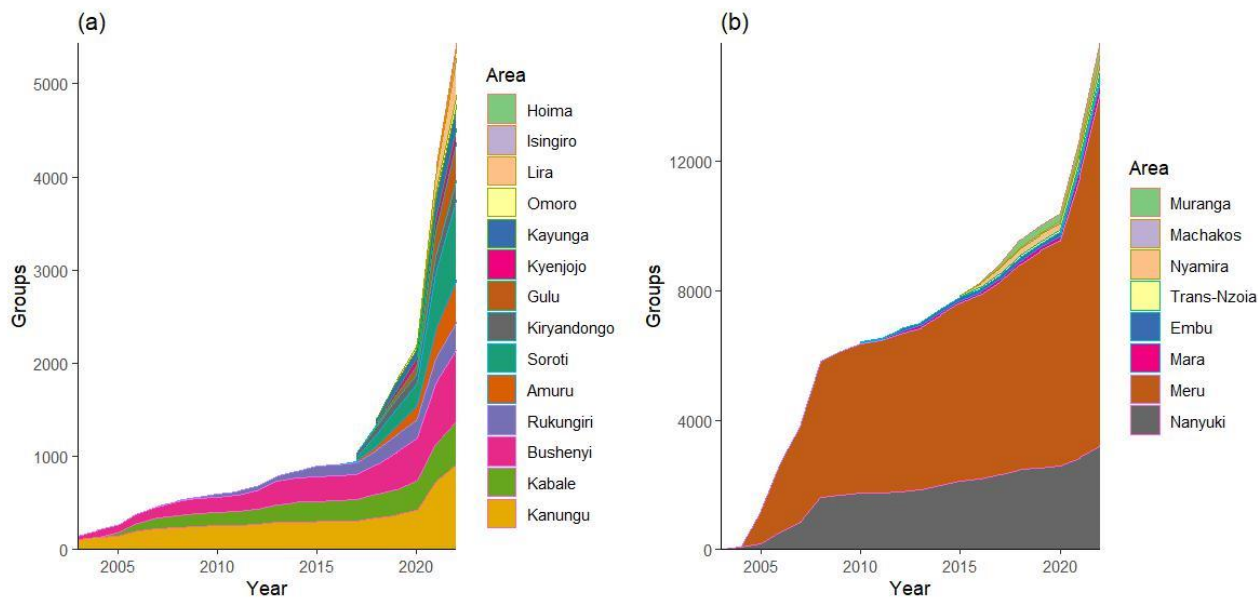 (a)
Groups
5000
4000
3000
2000
1000
0
2005 2010 2015 2020
Year
Area
Hoima
Isingiro
Lira
Omoro
Kayunga
Kyenjojo
Gulu
Kiryandongo
Soroti
Amuru
Rukungiri
Bushenyi
Kabale
Kanungu
(b)
Groups
12000
8000
4000
0
2005 2010 2015 2020
Year
Area
Muranga
Machakos
Nyamira
Trans-Nzoia
Embu
Mara
Meru
Nanyuki